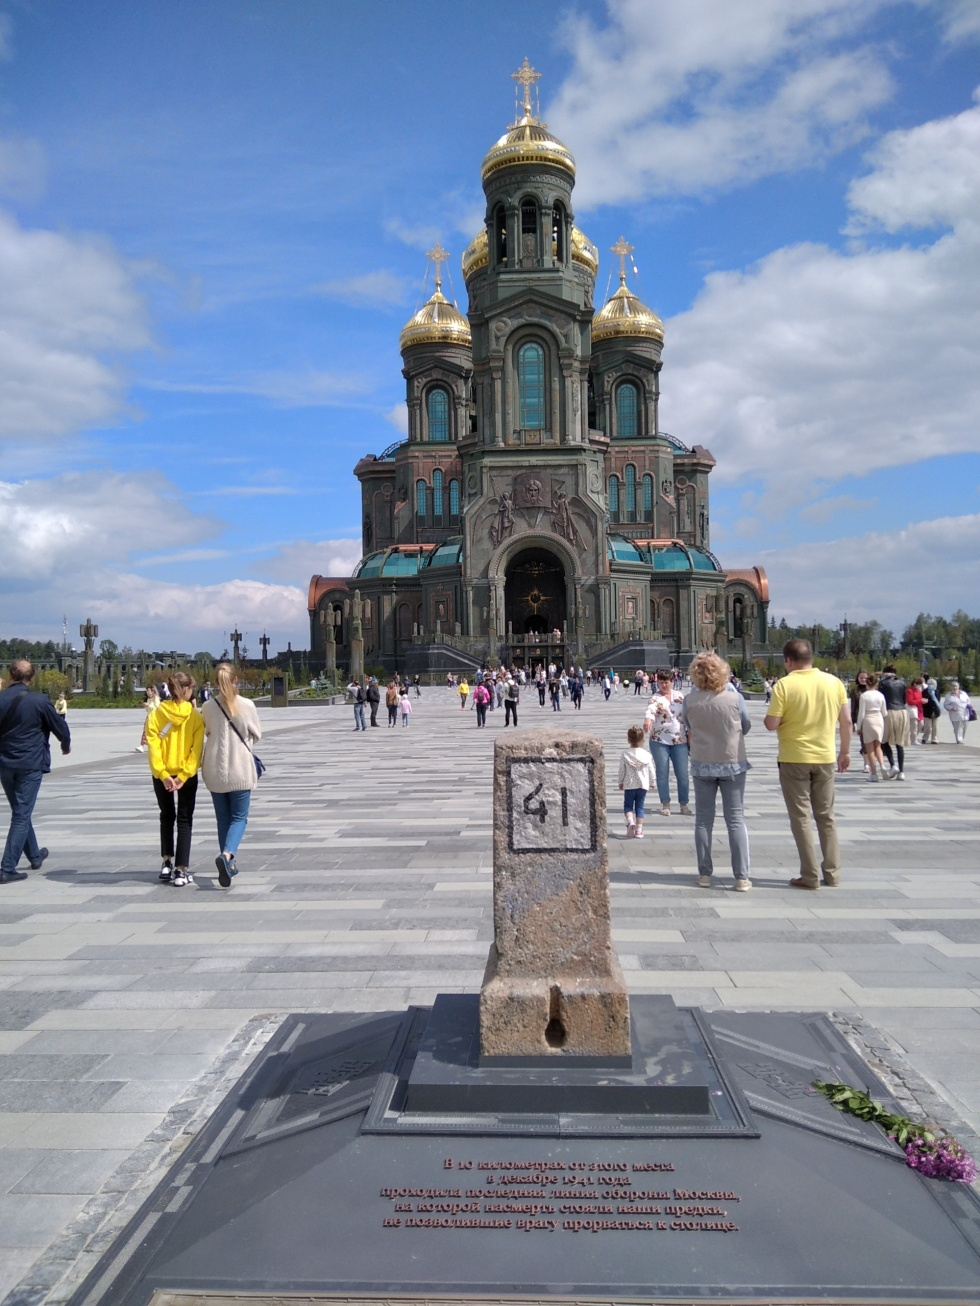 41
В 10 километрах от этого места
в декабре 1941 года
проходила последняя линия обороны Москвы,
на которой насмерть стояли наши предки,
не позволившие врагу прорваться к столице.